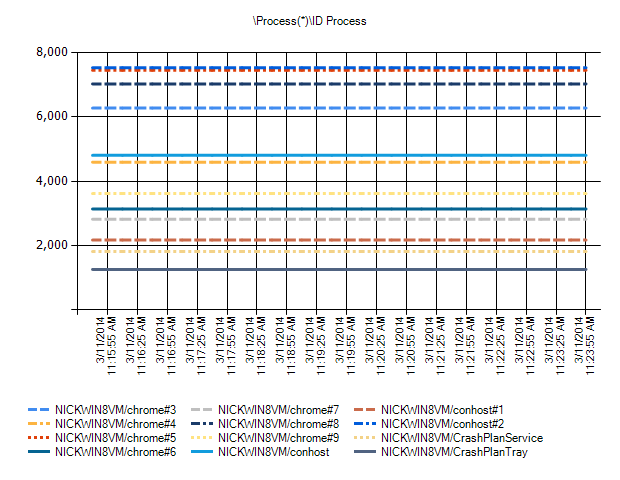 \Process(*)\ID Process
8,000
6,000
4,000
2,000
3/11/2014 11:15:55 AM
3/11/2014 11:16:25 AM
3/11/2014 11:16:55 AM
3/11/2014 11:17:25 AM
3/11/2014 11:17:55 AM
3/11/2014 11:18:25 AM
3/11/2014 11:18:55 AM
3/11/2014 11:19:25 AM
3/11/2014 11:19:55 AM
3/11/2014 11:20:25 AM
3/11/2014 11:20:55 AM
3/11/2014 11:21:25 AM
3/11/2014 11:21:55 AM
3/11/2014 11:22:25 AM
3/11/2014 11:22:55 AM
3/11/2014 11:23:25 AM
3/11/2014 11:23:55 AM
NICKWIN8VM/chrome#3 NICKWIN8VM/chrome#7 NICKWIN8VM/conhost#1
NICKWIN8VM/chrome#4 NICKWIN8VM/chrome#8 NICKWIN8VM/conhost#2
NICKWIN8VM/chrome#5 NICKWIN8VM/chrome#9 NICKWIN8VM/CrashPlanService
NICKWIN8VM/chrome#6 NICKWIN8VM/conhost NICKWIN8VM/CrashPlanTray